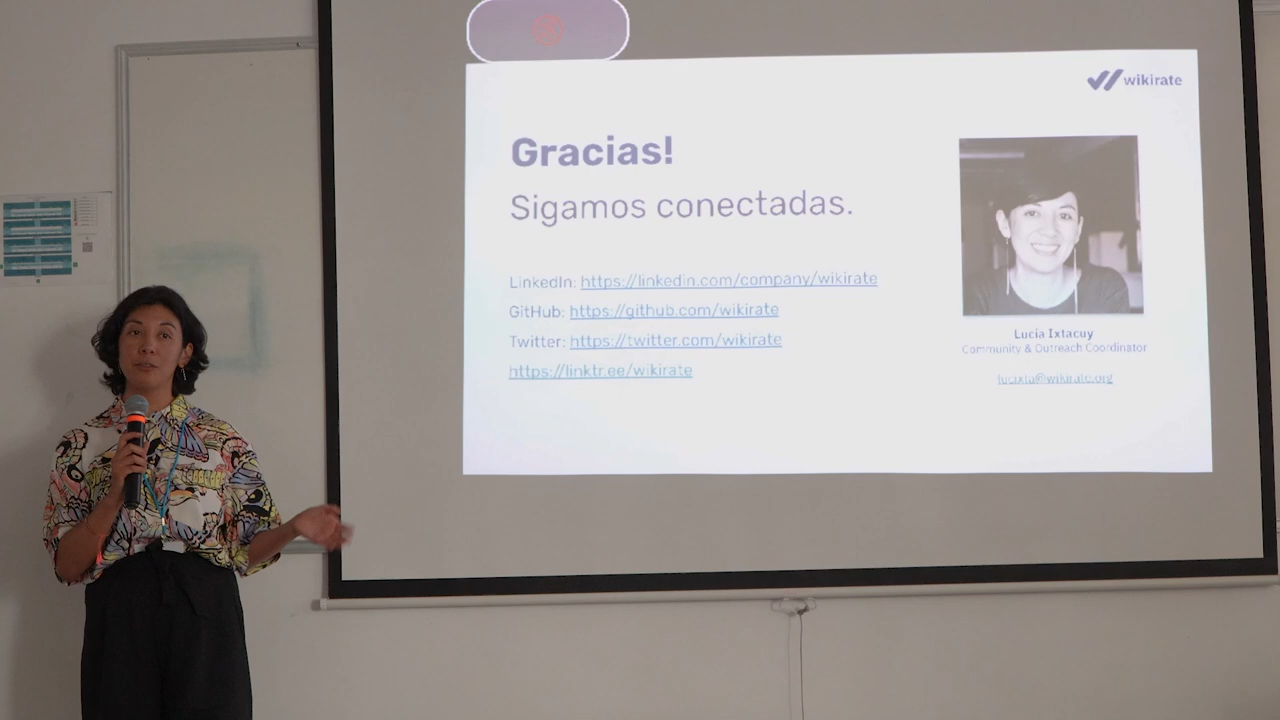 wikirate
Gracias!
Sigamos conectadas.
LinkedIn: https://linkedin.com/company/wikirate
GitHub: https://github.com/wikirate
Twitter: https://twitter.com/wikirate
https://linktr.ee/wikirate
Lucia Ixtacuy
Community & Outreach Coordinator